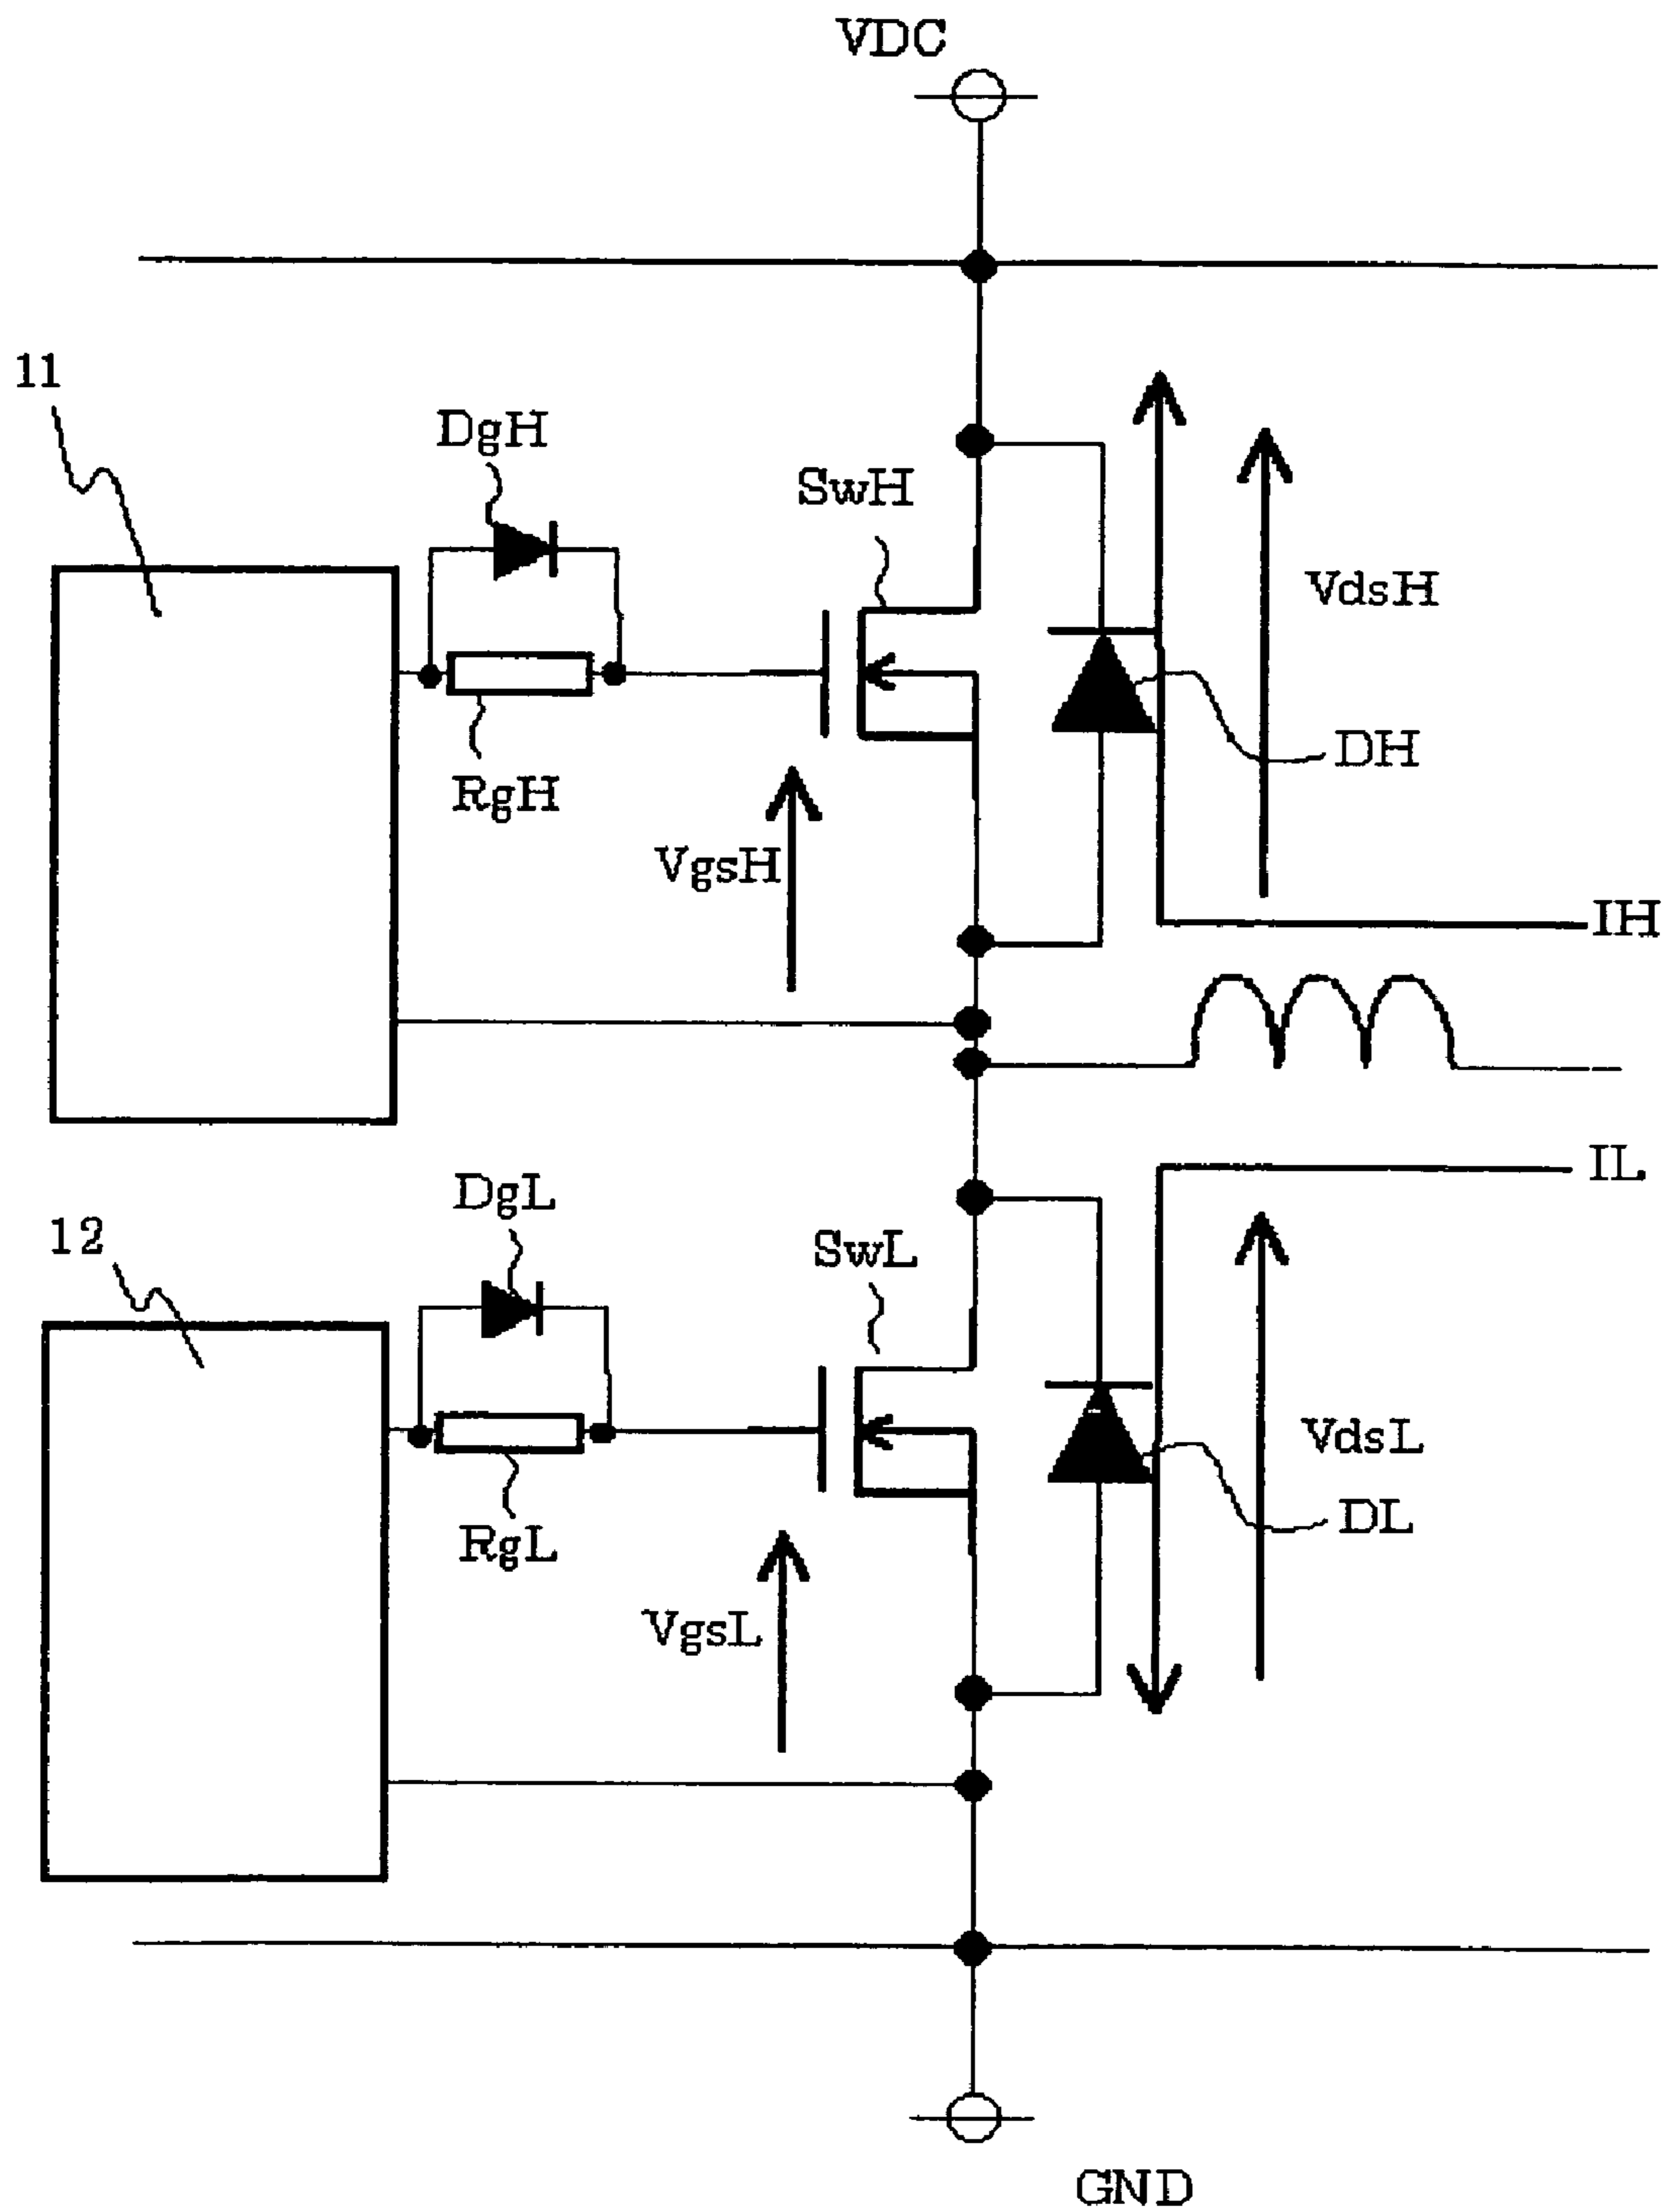 VDC
11
DgH
SwH
VdsH
DH
RgH
VgsH
IH
IL
DgL
12
SwL
VdsL
DL
RgL
VgsL
GND